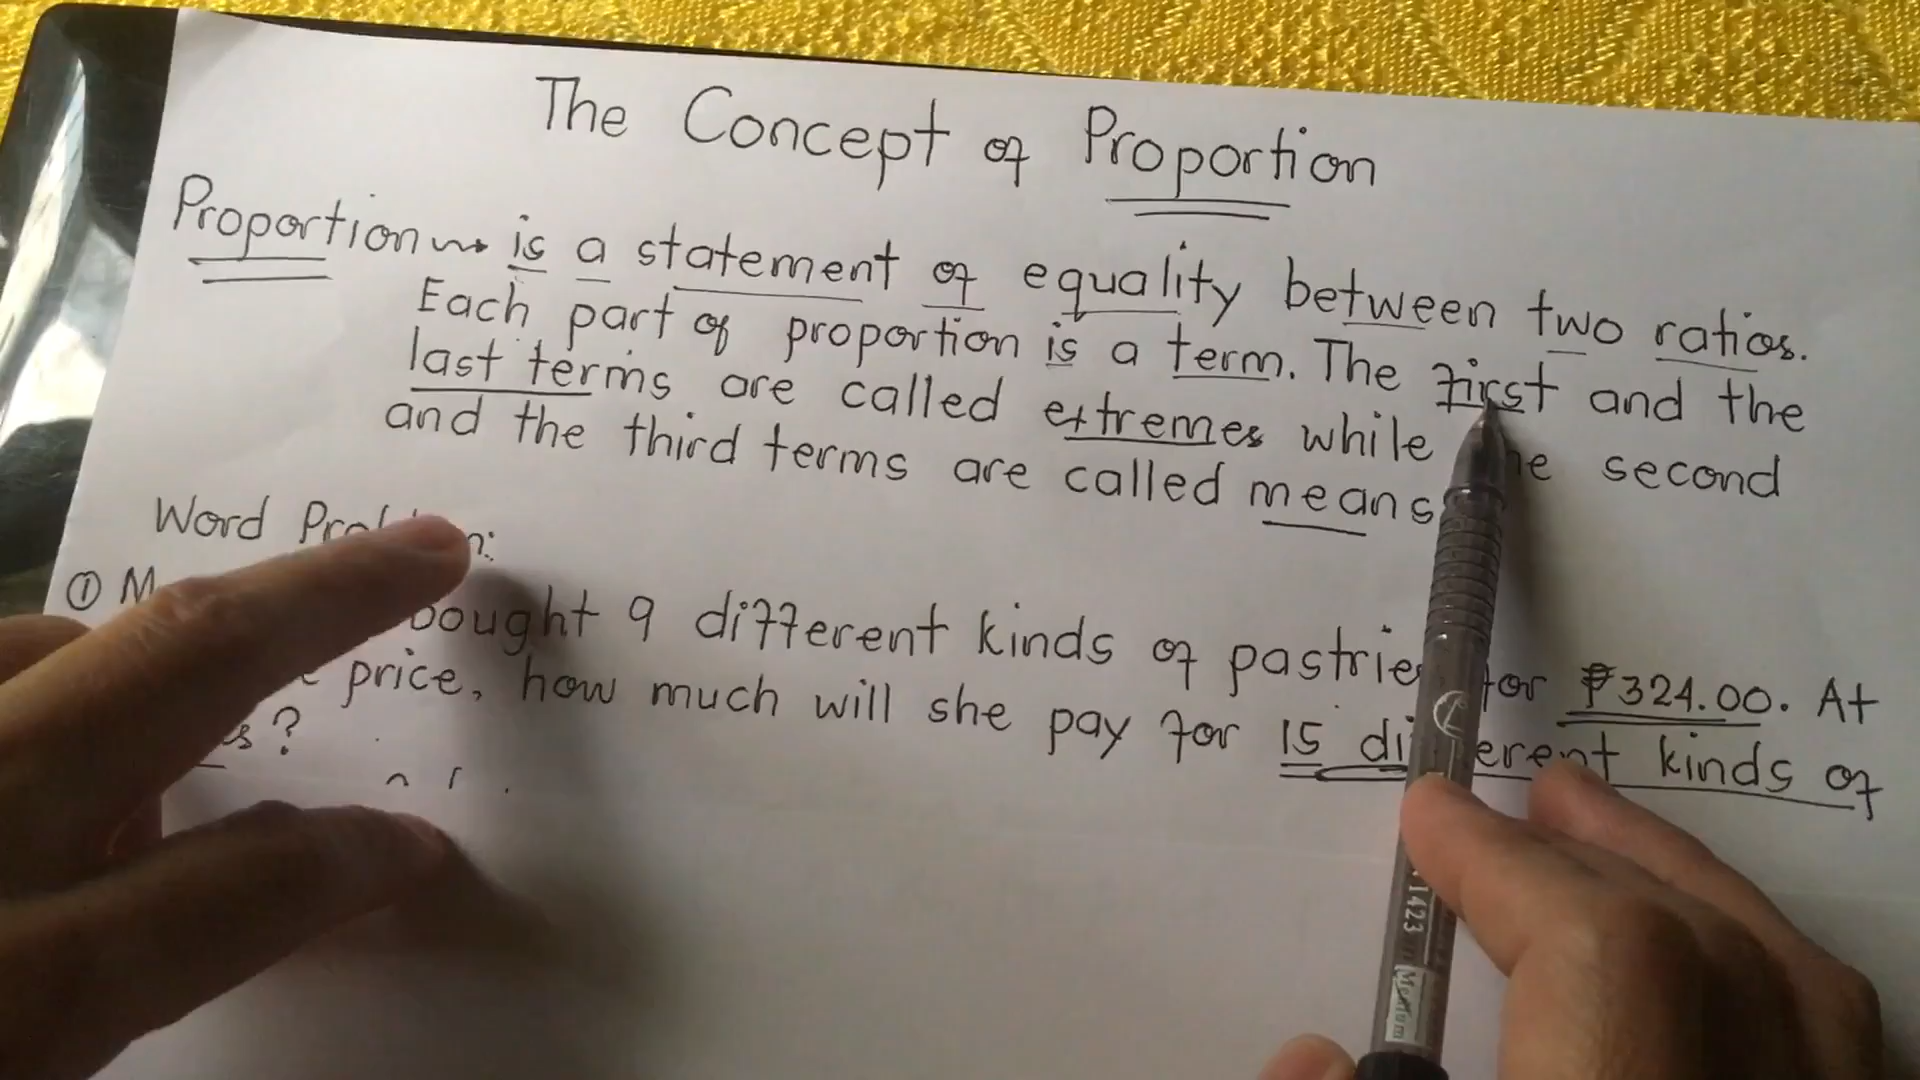 The Concept of Proportion
Proportion → is a statement of equality between two ratios.
Each part of proportion is a term. The first and the
last terms are called extremes while second
and the third terms are called means
Word
① bought 9 different kinds of pastries for ₱324.00. At
price, how much will she pay for 15 different kinds of
?
1423
Medium